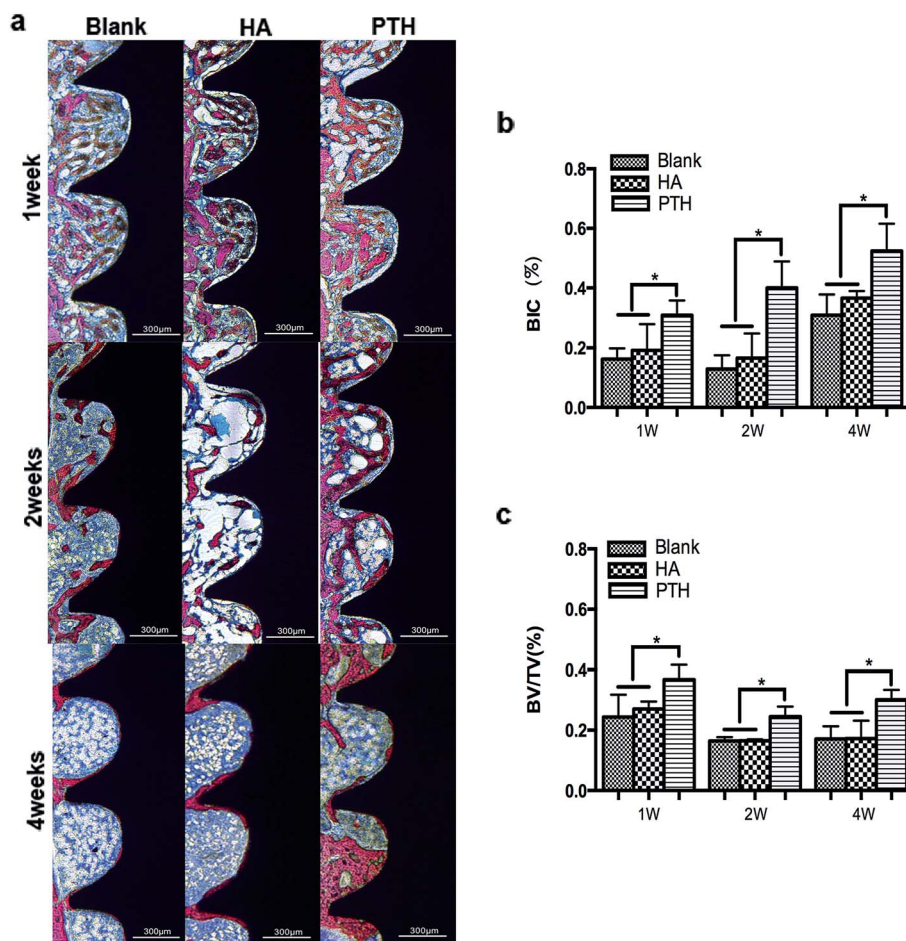 a
Blank HA PTH
1week
300μm 300μm 300μm
2weeks
300μm 300μm 300μm
4weeks
300μm 300μm 300μm
b
Blank
HA
PTH
BIC (%)
0.8
0.6
0.4
0.2
0.0
* * *
1W 2W 4W
c
Blank
HA
PTH
BV/TV(%)
0.8
0.6
0.4
0.2
0.0
* * *
1W 2W 4W